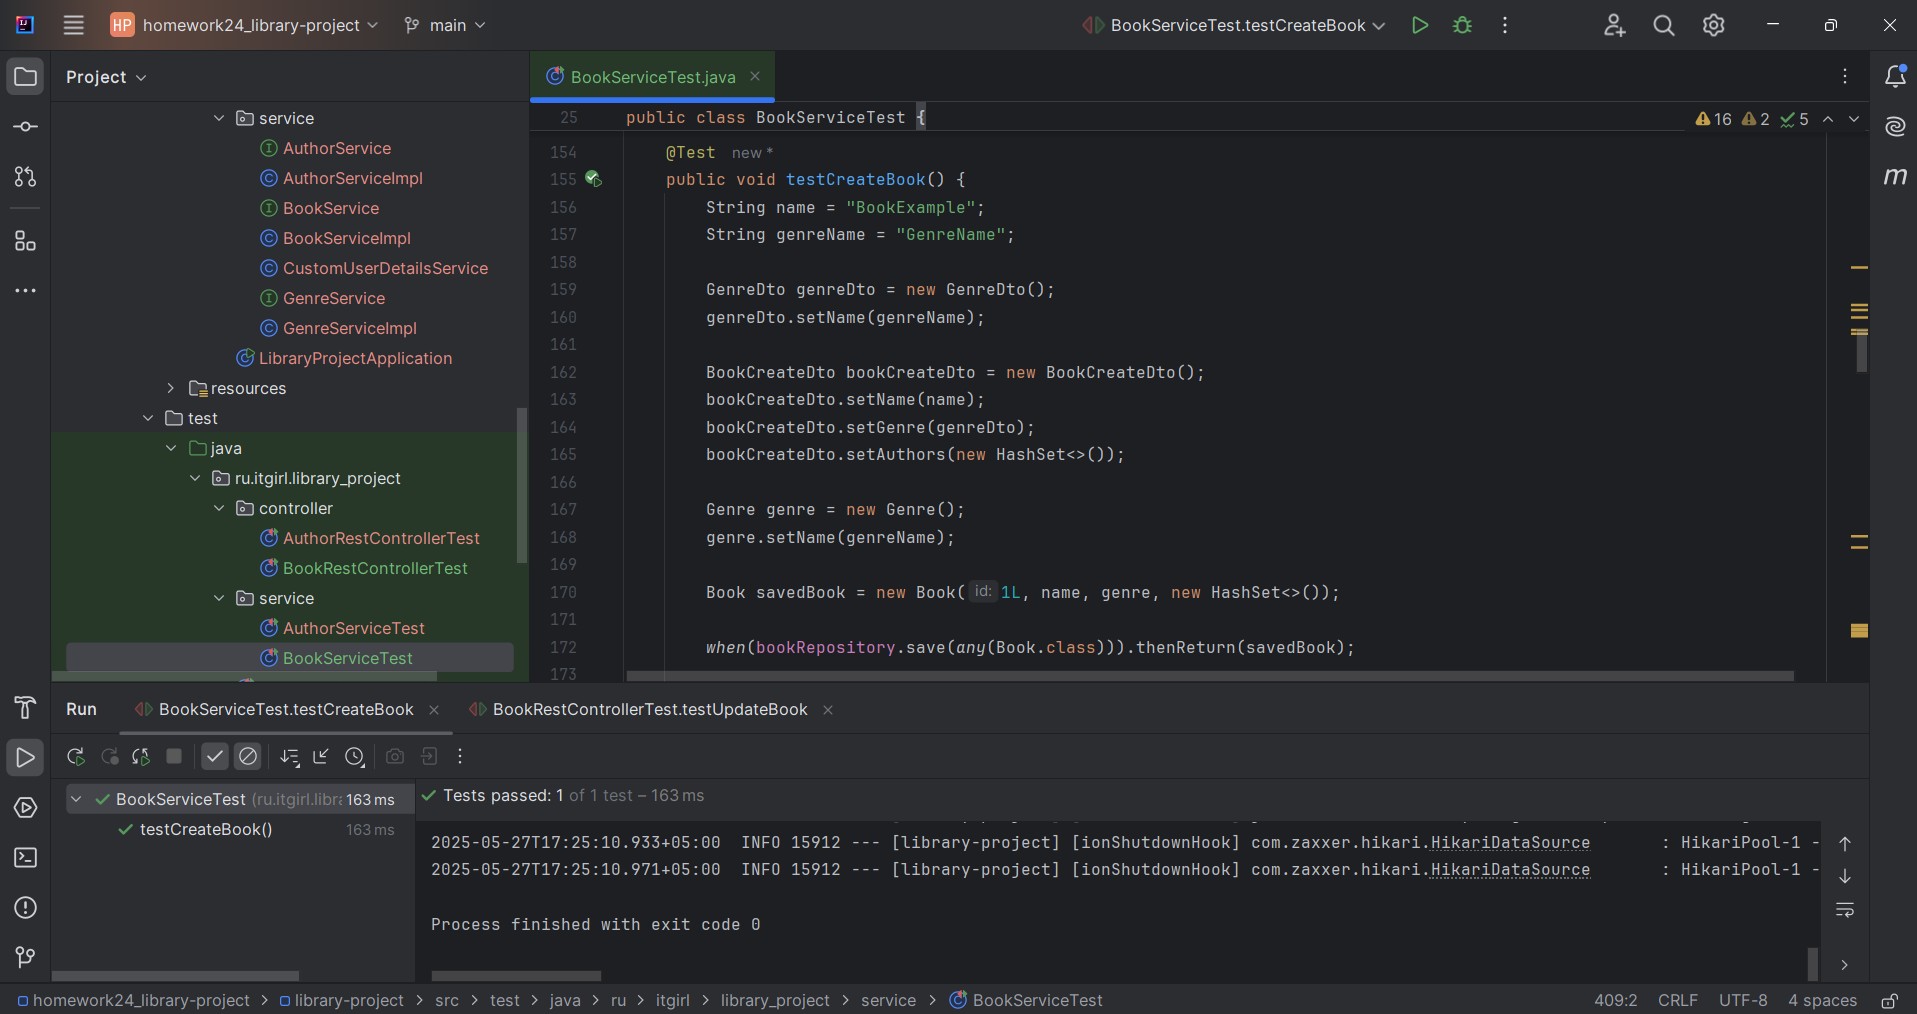 HP homework24_library-project main BookServiceTest.testCreateBook
Project
service
AuthorService
AuthorServiceImpl
BookService
BookServiceImpl
CustomUserDetailsService
GenreService
GenreServiceImpl
LibraryProjectApplication
resources
test
java
ru.itgirl.library_project
controller
AuthorRestControllerTest
BookRestControllerTest
service
AuthorServiceTest
BookServiceTest
BookServiceTest.java
25 public class BookServiceTest {
16 2 5
154 @Test new *
155 public void testCreateBook() {
156 String name = "BookExample";
157 String genreName = "GenreName";
158
159 GenreDto genreDto = new GenreDto();
160 genreDto.setName(genreName);
161
162 BookCreateDto bookCreateDto = new BookCreateDto();
163 bookCreateDto.setName(name);
164 bookCreateDto.setGenre(genreDto);
165 bookCreateDto.setAuthors(new HashSet<>());
166
167 Genre genre = new Genre();
168 genre.setName(genreName);
169
170 Book savedBook = new Book( id: 1L, name, genre, new HashSet<>());
171
172 when(bookRepository.save(any(Book.class))).thenReturn(savedBook);
173
m
Run BookServiceTest.testCreateBook BookRestControllerTest.testUpdateBook
BookServiceTest (ru.itgirl.libra 163 ms
testCreateBook() 163 ms
Tests passed: 1 of 1 test – 163 ms
2025-05-27T17:25:10.933+05:00 INFO 15912 --- [library-project] [ionShutdownHook] com.zaxxer.hikari.HikariDataSource : HikariPool-1 -
2025-05-27T17:25:10.971+05:00 INFO 15912 --- [library-project] [ionShutdownHook] com.zaxxer.hikari.HikariDataSource : HikariPool-1 -
Process finished with exit code 0
homework24_library-project > library-project > src > test > java > ru > itgirl > library_project > service > BookServiceTest
409:2 CRLF UTF-8 4 spaces